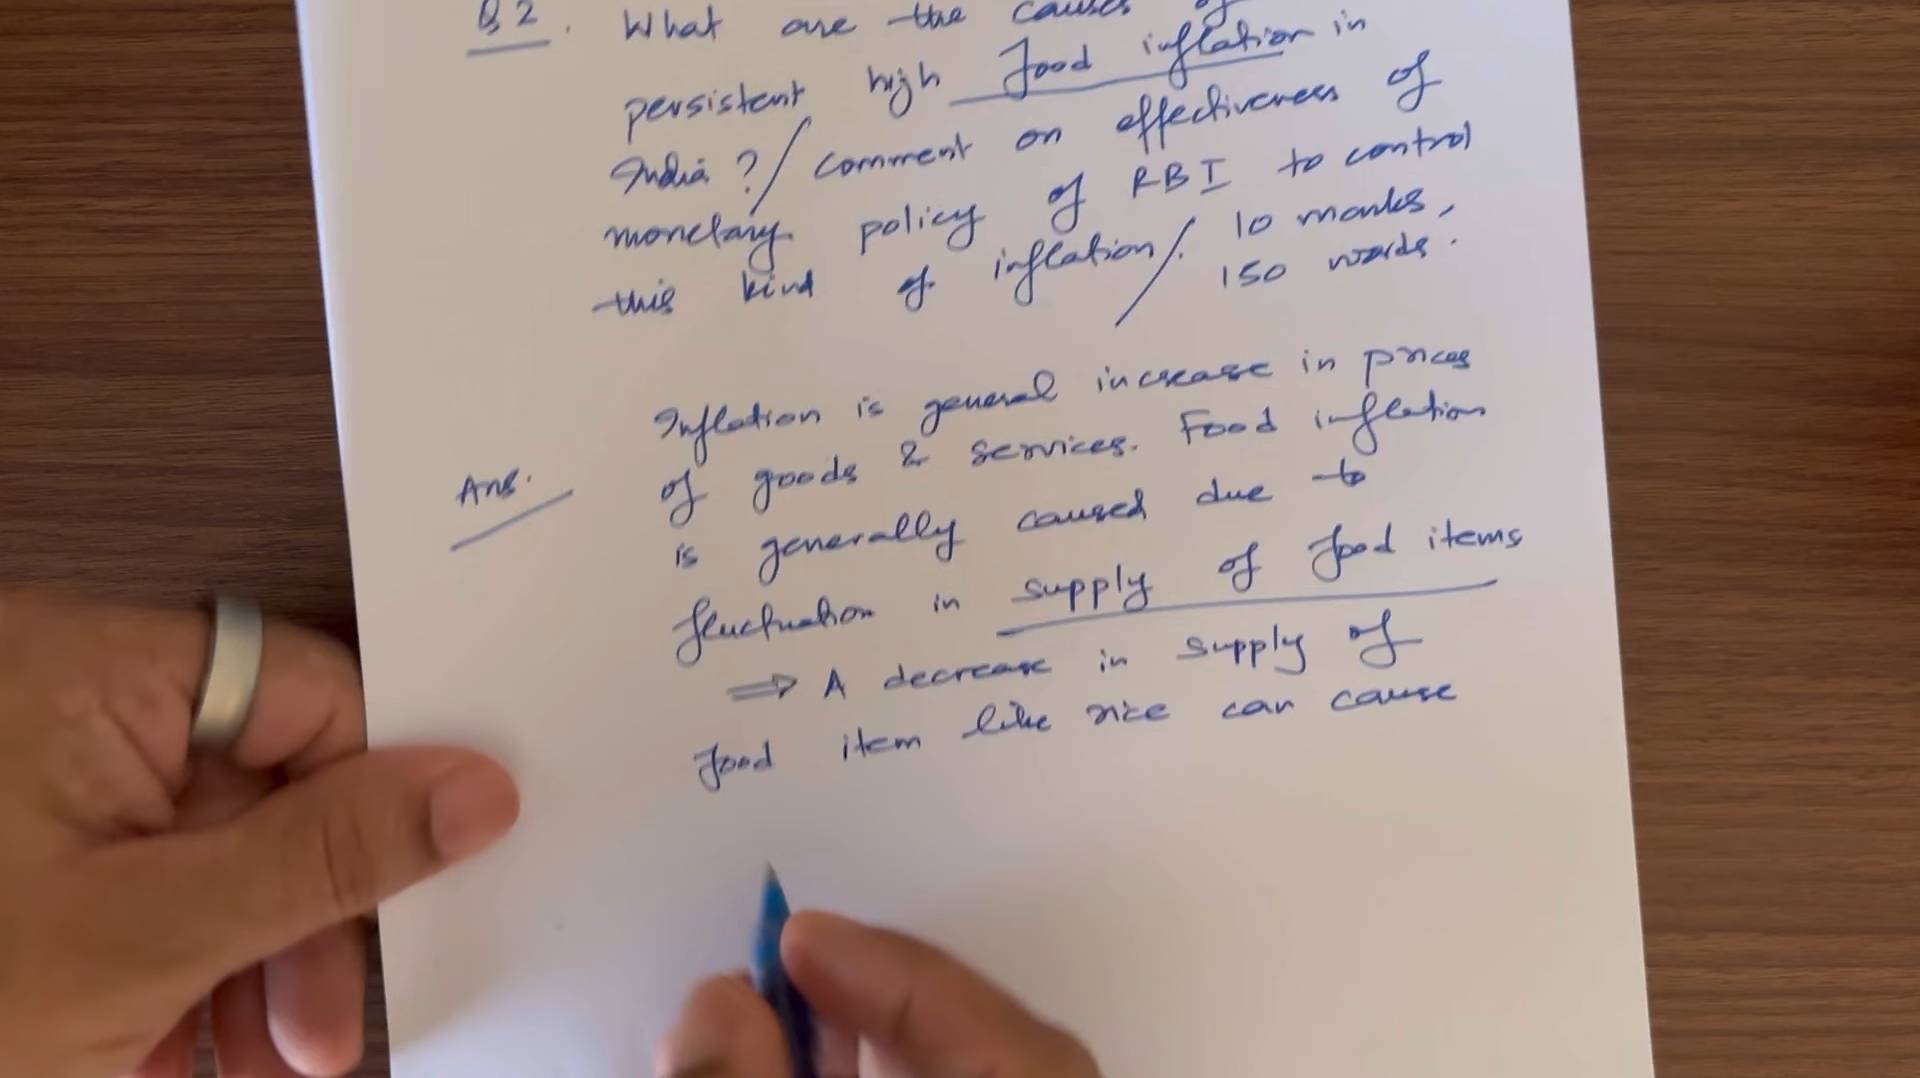 Q2. What are the causes of
persistent high food inflation in
India ? / comment on effectiveness of
monetary policy of RBI to control
this kind of inflation /. 10 marks,
150 words.
Ans.
Inflation is general increase in prices
of goods & services. Food inflation
is generally caused due to
fluctuation in supply of food items
⇒ A decrease in supply of
food item like rice can cause